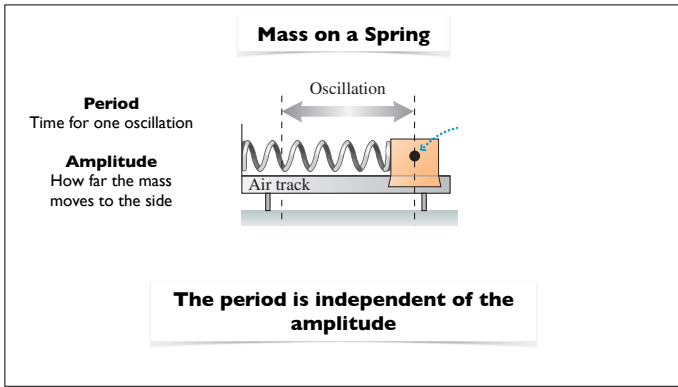 Mass on a Spring
Oscillation
Period
Time for one oscillation
Amplitude
How far the mass
moves to the side
Air track
The period is independent of the
amplitude